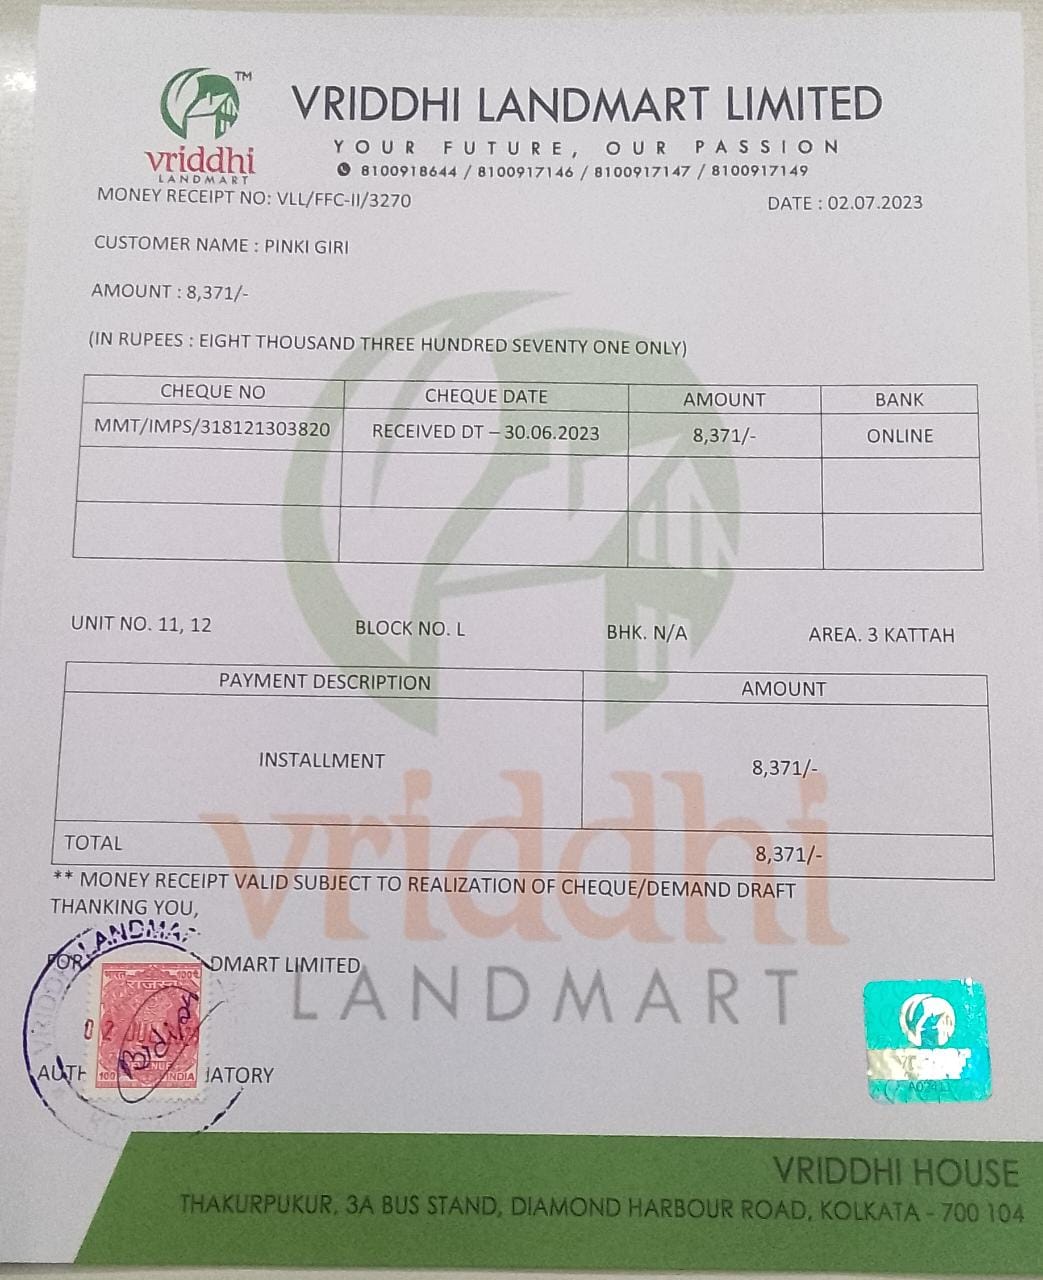 TM
vriddhi
LANDMART
VRIDDHI LANDMART LIMITED
YOUR FUTURE, OUR PASSION
8100918644 / 8100917146 / 8100917147 / 8100917149
MONEY RECEIPT NO: VLL/FFC-II/3270 DATE : 02.07.2023
CUSTOMER NAME : PINKI GIRI
AMOUNT : 8,371/-
(IN RUPEES : EIGHT THOUSAND THREE HUNDRED SEVENTY ONE ONLY)
CHEQUE NO CHEQUE DATE AMOUNT BANK
MMT/IMPS/318121303820 RECEIVED DT – 30.06.2023 8,371/- ONLINE
UNIT NO. 11, 12 BLOCK NO. L BHK. N/A AREA. 3 KATTAH
PAYMENT DESCRIPTION AMOUNT
INSTALLMENT 8,371/-
TOTAL 8,371/-
** MONEY RECEIPT VALID SUBJECT TO REALIZATION OF CHEQUE/DEMAND DRAFT
THANKING YOU,
FOR DMART LIMITED
vriddhi
LANDMART
AUTH ATORY
VRIDDHI LANDMAR
भारत
INDIA
100
02 JUL
VRIDDHI HOUSE
THAKURPUKUR, 3A BUS STAND, DIAMOND HARBOUR ROAD, KOLKATA - 700 104